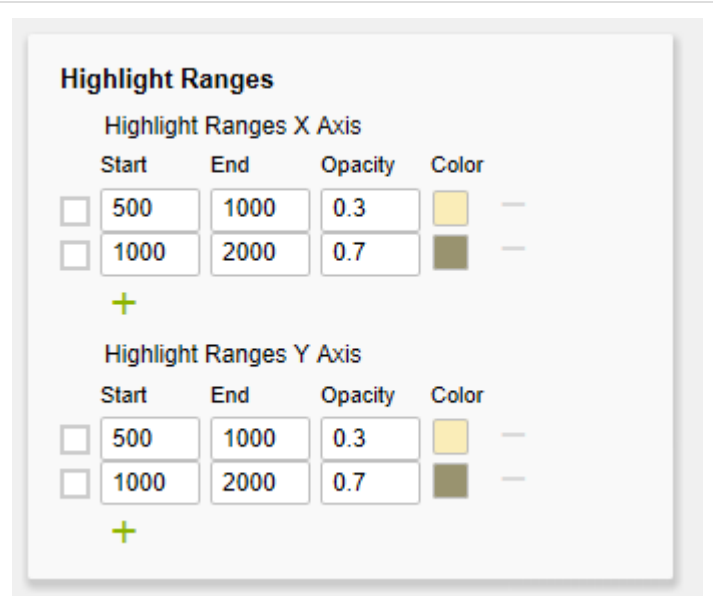 Highlight Ranges
Highlight Ranges X Axis
Start End Opacity Color
500 1000 0.3
1000 2000 0.7
+
Highlight Ranges Y Axis
Start End Opacity Color
500 1000 0.3
1000 2000 0.7
+